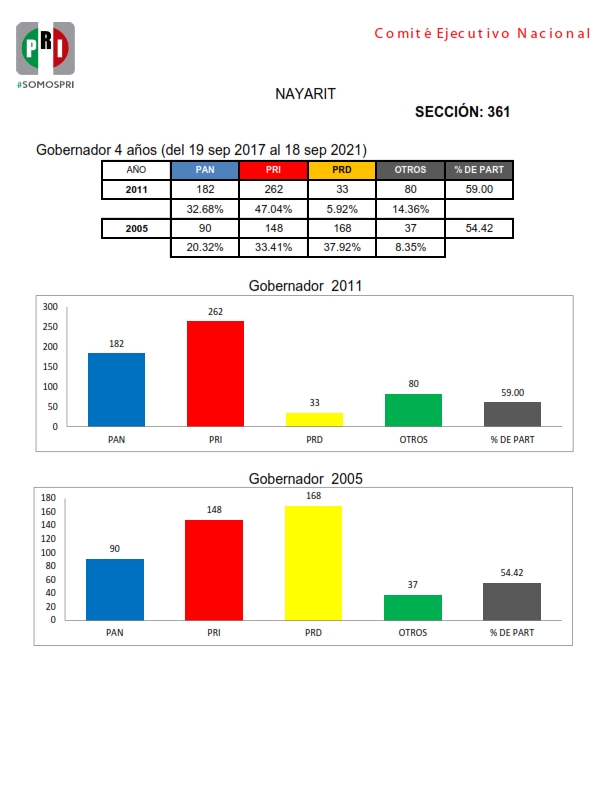 PRI
#SOMOSPRI
Comité Ejecutivo Nacional
NAYARIT
SECCIÓN: 361
Gobernador 4 años (del 19 sep 2017 al 18 sep 2021)
AÑO PAN PRI PRD OTROS % DE PART
2011 182 262 33 80 59.00
32.68% 47.04% 5.92% 14.36%
2005 90 148 168 37 54.42
20.32% 33.41% 37.92% 8.35%
Gobernador 2011
300
250
200
150
100
50
0
182
262
33
80
59.00
PAN PRI PRD OTROS % DE PART
Gobernador 2005
180
160
140
120
100
80
60
40
20
0
90
148
168
37
54.42
PAN PRI PRD OTROS % DE PART